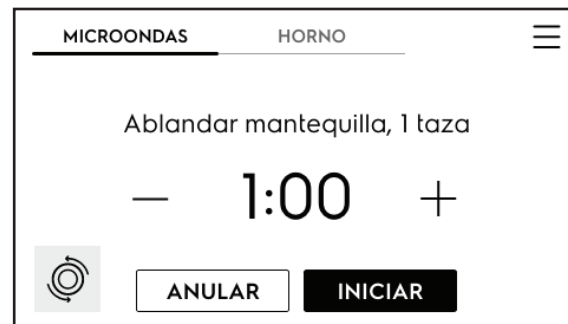 MICROONDAS HORNO
Ablandar mantequilla, 1 taza
— 1:00 +
ANULAR INICIAR